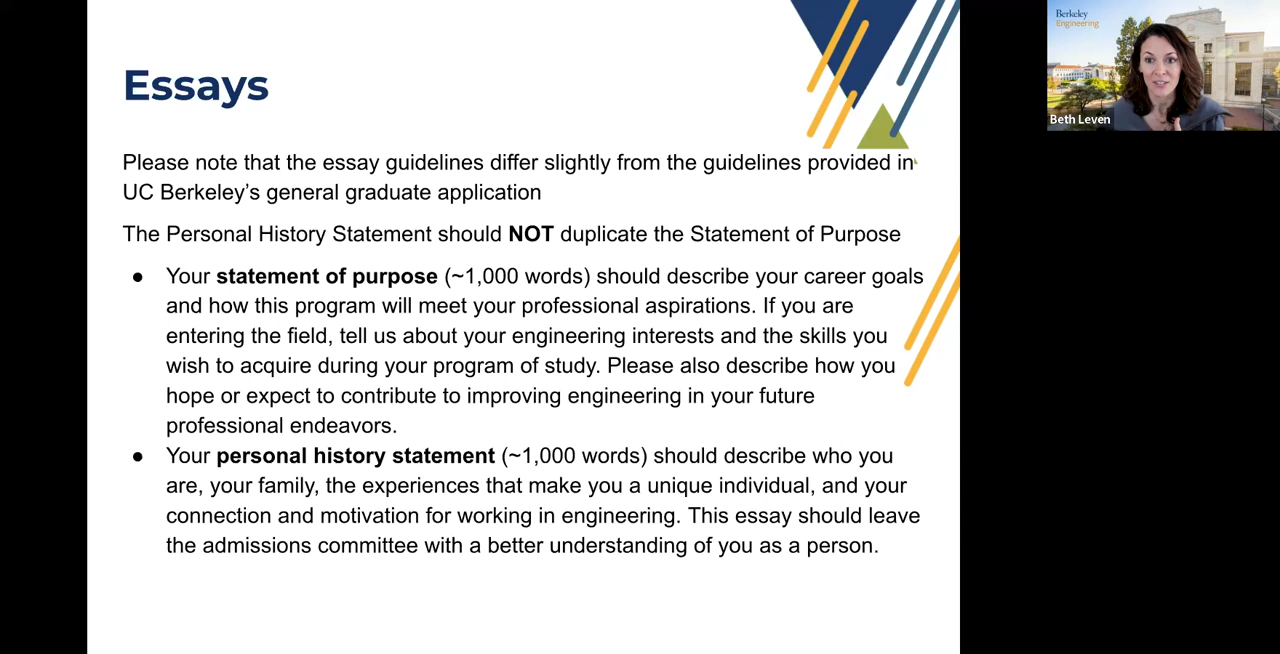 Essays
Please note that the essay guidelines differ slightly from the guidelines provided in
UC Berkeley’s general graduate application
The Personal History Statement should NOT duplicate the Statement of Purpose
● Your statement of purpose (~1,000 words) should describe your career goals
and how this program will meet your professional aspirations. If you are
entering the field, tell us about your engineering interests and the skills you
wish to acquire during your program of study. Please also describe how you
hope or expect to contribute to improving engineering in your future
professional endeavors.
● Your personal history statement (~1,000 words) should describe who you
are, your family, the experiences that make you a unique individual, and your
connection and motivation for working in engineering. This essay should leave
the admissions committee with a better understanding of you as a person.
Berkeley
Engineering
Beth Leven